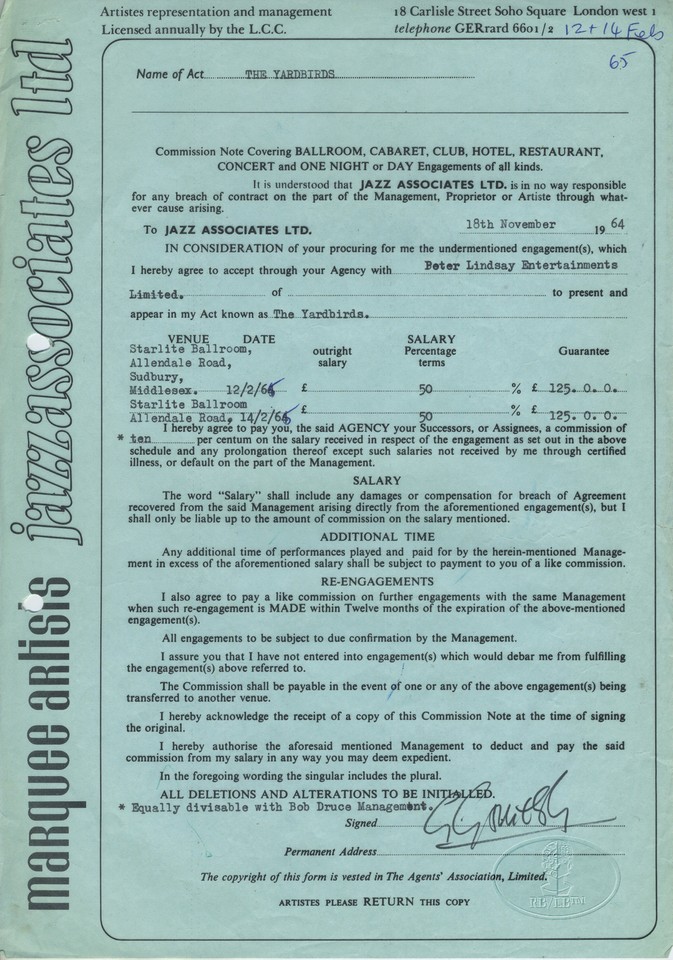 Artistes representation and management
Licensed annually by the L.C.C.
18 Carlisle Street Soho Square London west 1
telephone GERrard 6601/2
12+14 Feb
65
jazz associates ltd
marquee artists
Name of Act THE YARDBIRDS
Commission Note Covering BALLROOM, CABARET, CLUB, HOTEL, RESTAURANT,
CONCERT and ONE NIGHT or DAY Engagements of all kinds.
It is understood that JAZZ ASSOCIATES LTD. is in no way responsible
for any breach of contract on the part of the Management, Proprietor or Artiste through what-
ever cause arising.
To JAZZ ASSOCIATES LTD. 18th November 19 64
IN CONSIDERATION of your procuring for me the undermentioned engagement(s), which
I hereby agree to accept through your Agency with Peter Lindsay Entertainments
Limited. of to present and
appear in my Act known as The Yardbirds.
VENUE DATE SALARY
Starlite Ballroom, outright Percentage Guarantee
Allendale Road, salary terms
Sudbury,
Middlesex. 12/2/65 £ 50 % £ 125. 0. 0.
Starlite Ballroom
Allendale Road, 14/2/65 £ 50 % £ 125. 0. 0.
I hereby agree to pay you, the said AGENCY your Successors, or Assignees, a commission of
* ten per centum on the salary received in respect of the engagement as set out in the above
schedule and any prolongation thereof except such salaries not received by me through certified
illness, or default on the part of the Management.
SALARY
The word "Salary" shall include any damages or compensation for breach of Agreement
recovered from the said Management arising directly from the aforementioned engagement(s), but I
shall only be liable up to the amount of commission on the salary mentioned.
ADDITIONAL TIME
Any additional time of performances played and paid for by the herein-mentioned Manage-
ment in excess of the aforementioned salary shall be subject to payment to you of a like commission.
RE-ENGAGEMENTS
I also agree to pay a like commission on further engagements with the same Management
when such re-engagement is MADE within Twelve months of the expiration of the above-mentioned
engagement(s).
All engagements to be subject to due confirmation by the Management.
I assure you that I have not entered into engagement(s) which would debar me from fulfilling
the engagement(s) above referred to.
The Commission shall be payable in the event of one or any of the above engagement(s) being
transferred to another venue.
I hereby acknowledge the receipt of a copy of this Commission Note at the time of signing
the original.
I hereby authorise the aforesaid mentioned Management to deduct and pay the said
commission from my salary in any way you may deem expedient.
In the foregoing wording the singular includes the plural.
ALL DELETIONS AND ALTERATIONS TO BE INITIALLED.
* Equally divisable with Bob Druce Management.
Signed
Permanent Address
The copyright of this form is vested in The Agents' Association, Limited.
ARTISTES PLEASE RETURN THIS COPY